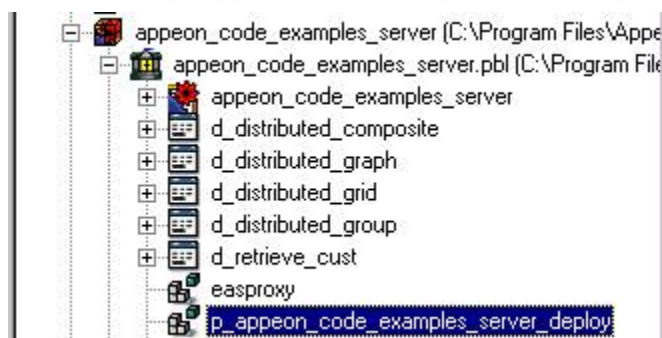 appeon_code_examples_server (C:\Program Files\Appe
appeon_code_examples_server.pbl (C:\Program File
appeon_code_examples_server
d_distributed_composite
d_distributed_graph
d_distributed_grid
d_distributed_group
d_retrieve_cust
easproxy
p_appeon_code_examples_server_deploy